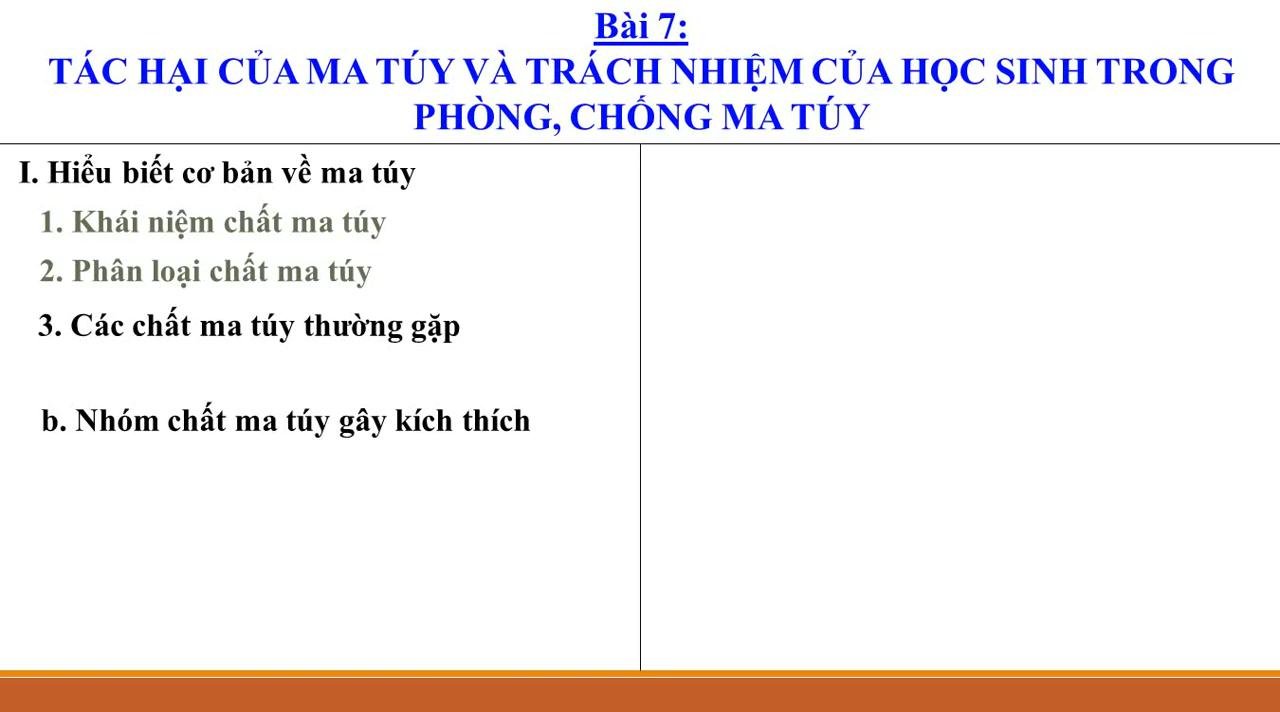 Bài 7:
TÁC HẠI CỦA MA TÚY VÀ TRÁCH NHIỆM CỦA HỌC SINH TRONG
PHÒNG, CHỐNG MA TÚY
I. Hiểu biết cơ bản về ma túy
1. Khái niệm chất ma túy
2. Phân loại chất ma túy
3. Các chất ma túy thường gặp
b. Nhóm chất ma túy gây kích thích